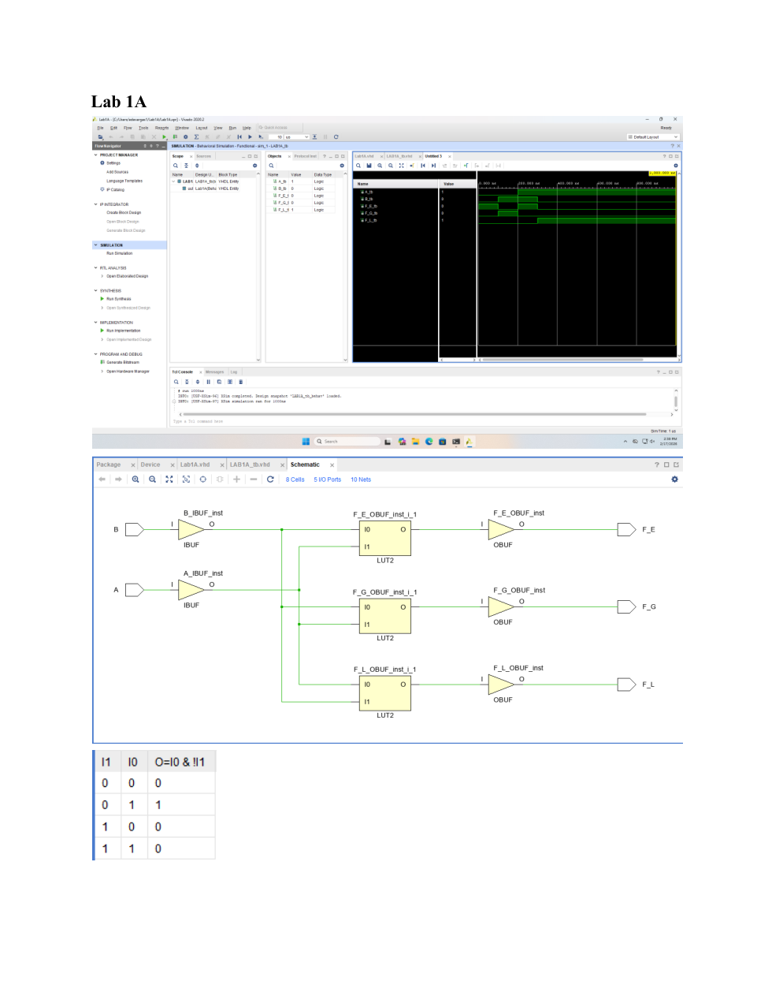 Lab 1A
Lab1A - [C:/Users/edavargas1/Lab1A/Lab1A.xpr] - Vivado 2020.2
File Edit Flow Tools Reports Window Layout View Run Help Quick Access Ready
10 us Default Layout
Flow Navigator
SIMULATION - Behavioral Simulation - Functional - sim_1 - LAB1A_tb
PROJECT MANAGER
Settings
Add Sources
Language Templates
IP Catalog
IP INTEGRATOR
Create Block Design
Open Block Design
Generate Block Design
SIMULATION
Run Simulation
RTL ANALYSIS
Open Elaborated Design
SYNTHESIS
Run Synthesis
Open Synthesized Design
IMPLEMENTATION
Run Implementation
Open Implemented Design
PROGRAM AND DEBUG
Generate Bitstream
Open Hardware Manager
Scope Sources
Name Design U... Block Type
LAB1 LAB1A_tb(b VHDL Entity
uut Lab1A(Beha VHDL Entity
Objects Protocol Inst
Name Value Data Type
A_tb 1 Logic
B_tb 0 Logic
F_E_t 0 Logic
F_G_t 0 Logic
F_L_t 1 Logic
Lab1A.vhd LAB1A_tb.vhd Untitled 3
1,000.000 ns
Name Value
0.000 ns 200.000 ns 400.000 ns 600.000 ns 800.000 ns
A_tb 1
B_tb 0
F_E_tb 0
F_G_tb 0
F_L_tb 1
Tcl Console Messages Log
# run 1000ns
INFO: [USF-XSim-96] XSim completed. Design snapshot 'LAB1A_tb_behav' loaded.
INFO: [USF-XSim-97] XSim simulation ran for 1000ns
Type a Tcl command here
Sim Time: 1 us
Search
2/17/2026
Package Device Lab1A.vhd LAB1A_tb.vhd Schematic
8 Cells 5 I/O Ports 10 Nets
B_IBUF_inst F_E_OBUF_inst_i_1 F_E_OBUF_inst
B I O I0 O I O F_E
IBUF I1 OBUF
LUT2
A_IBUF_inst F_G_OBUF_inst_i_1 F_G_OBUF_inst
A I O I0 O I O F_G
IBUF I1 OBUF
LUT2
F_L_OBUF_inst_i_1 F_L_OBUF_inst
I0 O I O F_L
I1 OBUF
LUT2
I1 I0 O=I0 & !I1
0 0 0
0 1 1
1 0 0
1 1 0